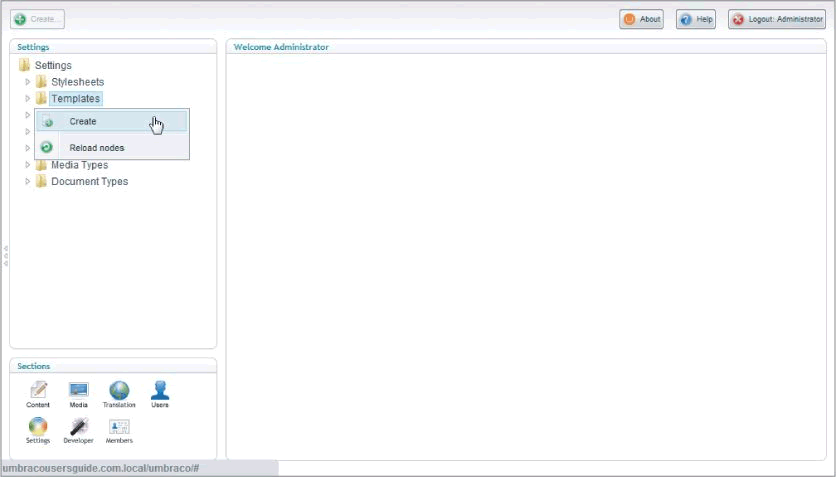 Create...
About
Help
Logout: Administrator
Settings
Welcome Administrator
Settings
Stylesheets
Templates
Create
Reload nodes
Media Types
Document Types
Sections
Content
Media
Translation
Users
Settings
Developer
Members
umbracousersguide.com.local/umbraco/#